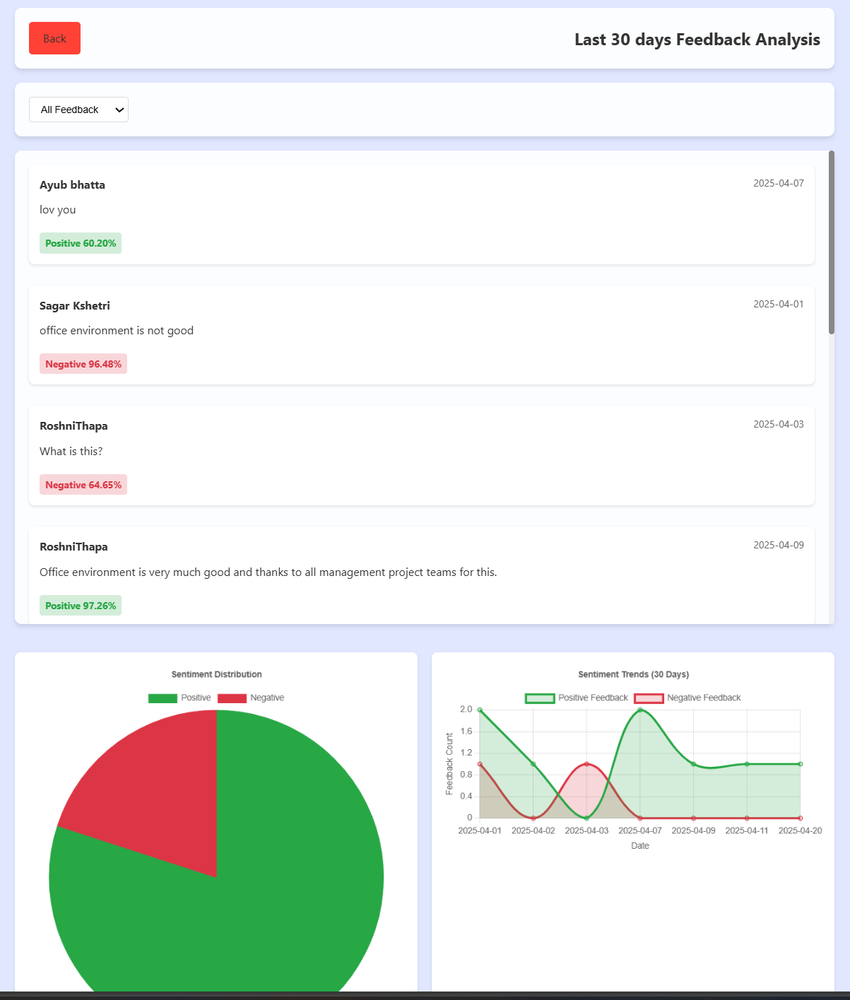 Back
Last 30 days Feedback Analysis
All Feedback
Ayub bhatta
2025-04-07
lov you
Positive 60.20%
Sagar Kshetri
2025-04-01
office environment is not good
Negative 96.48%
RoshniThapa
2025-04-03
What is this?
Negative 64.65%
RoshniThapa
2025-04-09
Office environment is very much good and thanks to all management project teams for this.
Positive 97.26%
Sentiment Distribution
Positive Negative
Sentiment Trends (30 Days)
Positive Feedback Negative Feedback
Feedback Count
2.0
1.6
1.2
0.8
0.4
0
2025-04-01 2025-04-02 2025-04-03 2025-04-07 2025-04-09 2025-04-11 2025-04-20
Date